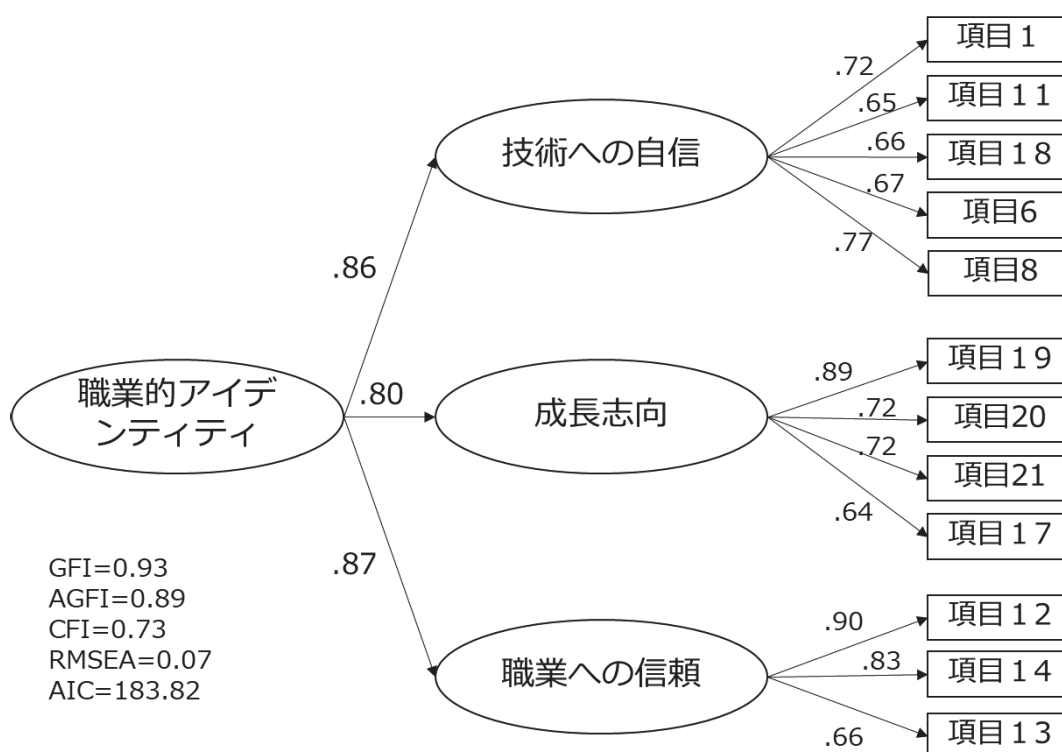 項目１
.72
項目１１
.65
項目１８
.66
項目6
.67
項目8
.77
技術への自信
.86
職業的アイデ
ンティティ
.80
成長志向
項目１９
.89
項目20
.72
項目21
.72
項目１７
.64
.87
職業への信頼
項目１２
.90
項目１４
.83
項目１３
.66
GFI=0.93
AGFI=0.89
CFI=0.73
RMSEA=0.07
AIC=183.82